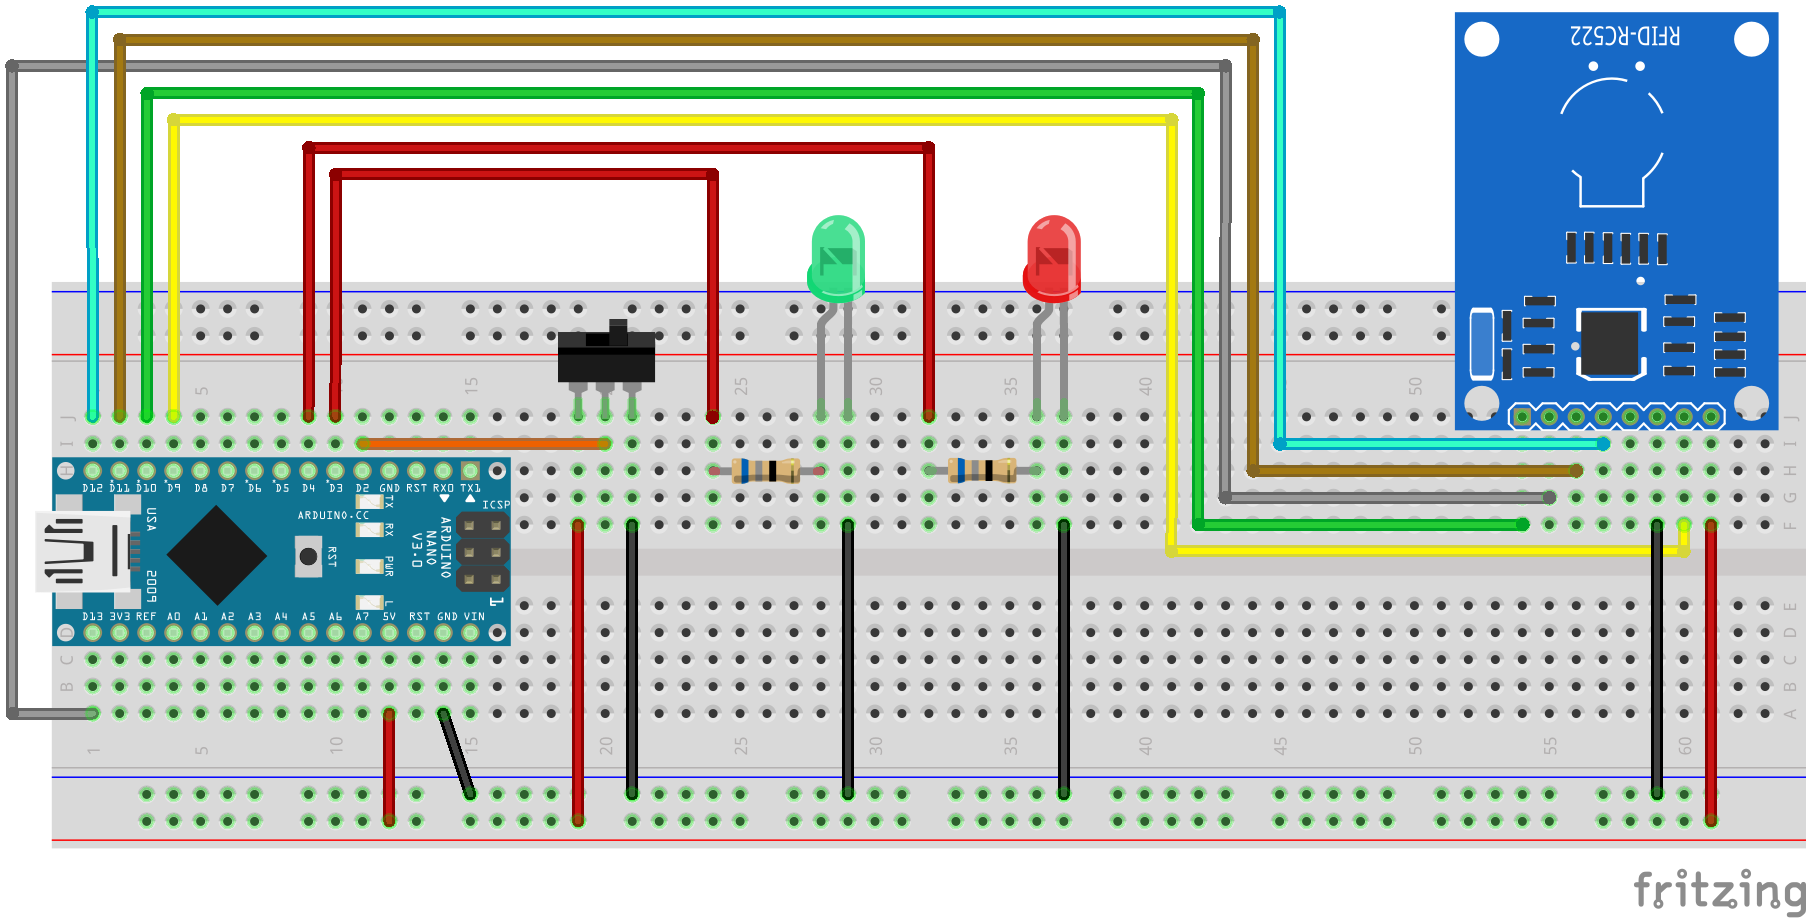 RFID-RC522
5 15 25 30 35 40 50
J J
I I
H H
D12 D11 D10 D9 D8 D7 D6 D5 D4 D3 D2 GND RST RX0 TX1
G G
TX
ICSP
USA
ARDUINO.CC
RX
ARDUINO
NANO
V3.0
F
RST
PWR
2009
L
1
E
D13 3V3 REF A0 A1 A2 A3 A4 A5 A6 A7 5V RST GND VIN
D D
C C
B B
A
1 5 10 15 20 25 30 35 40 45 50 55 60
fritzing